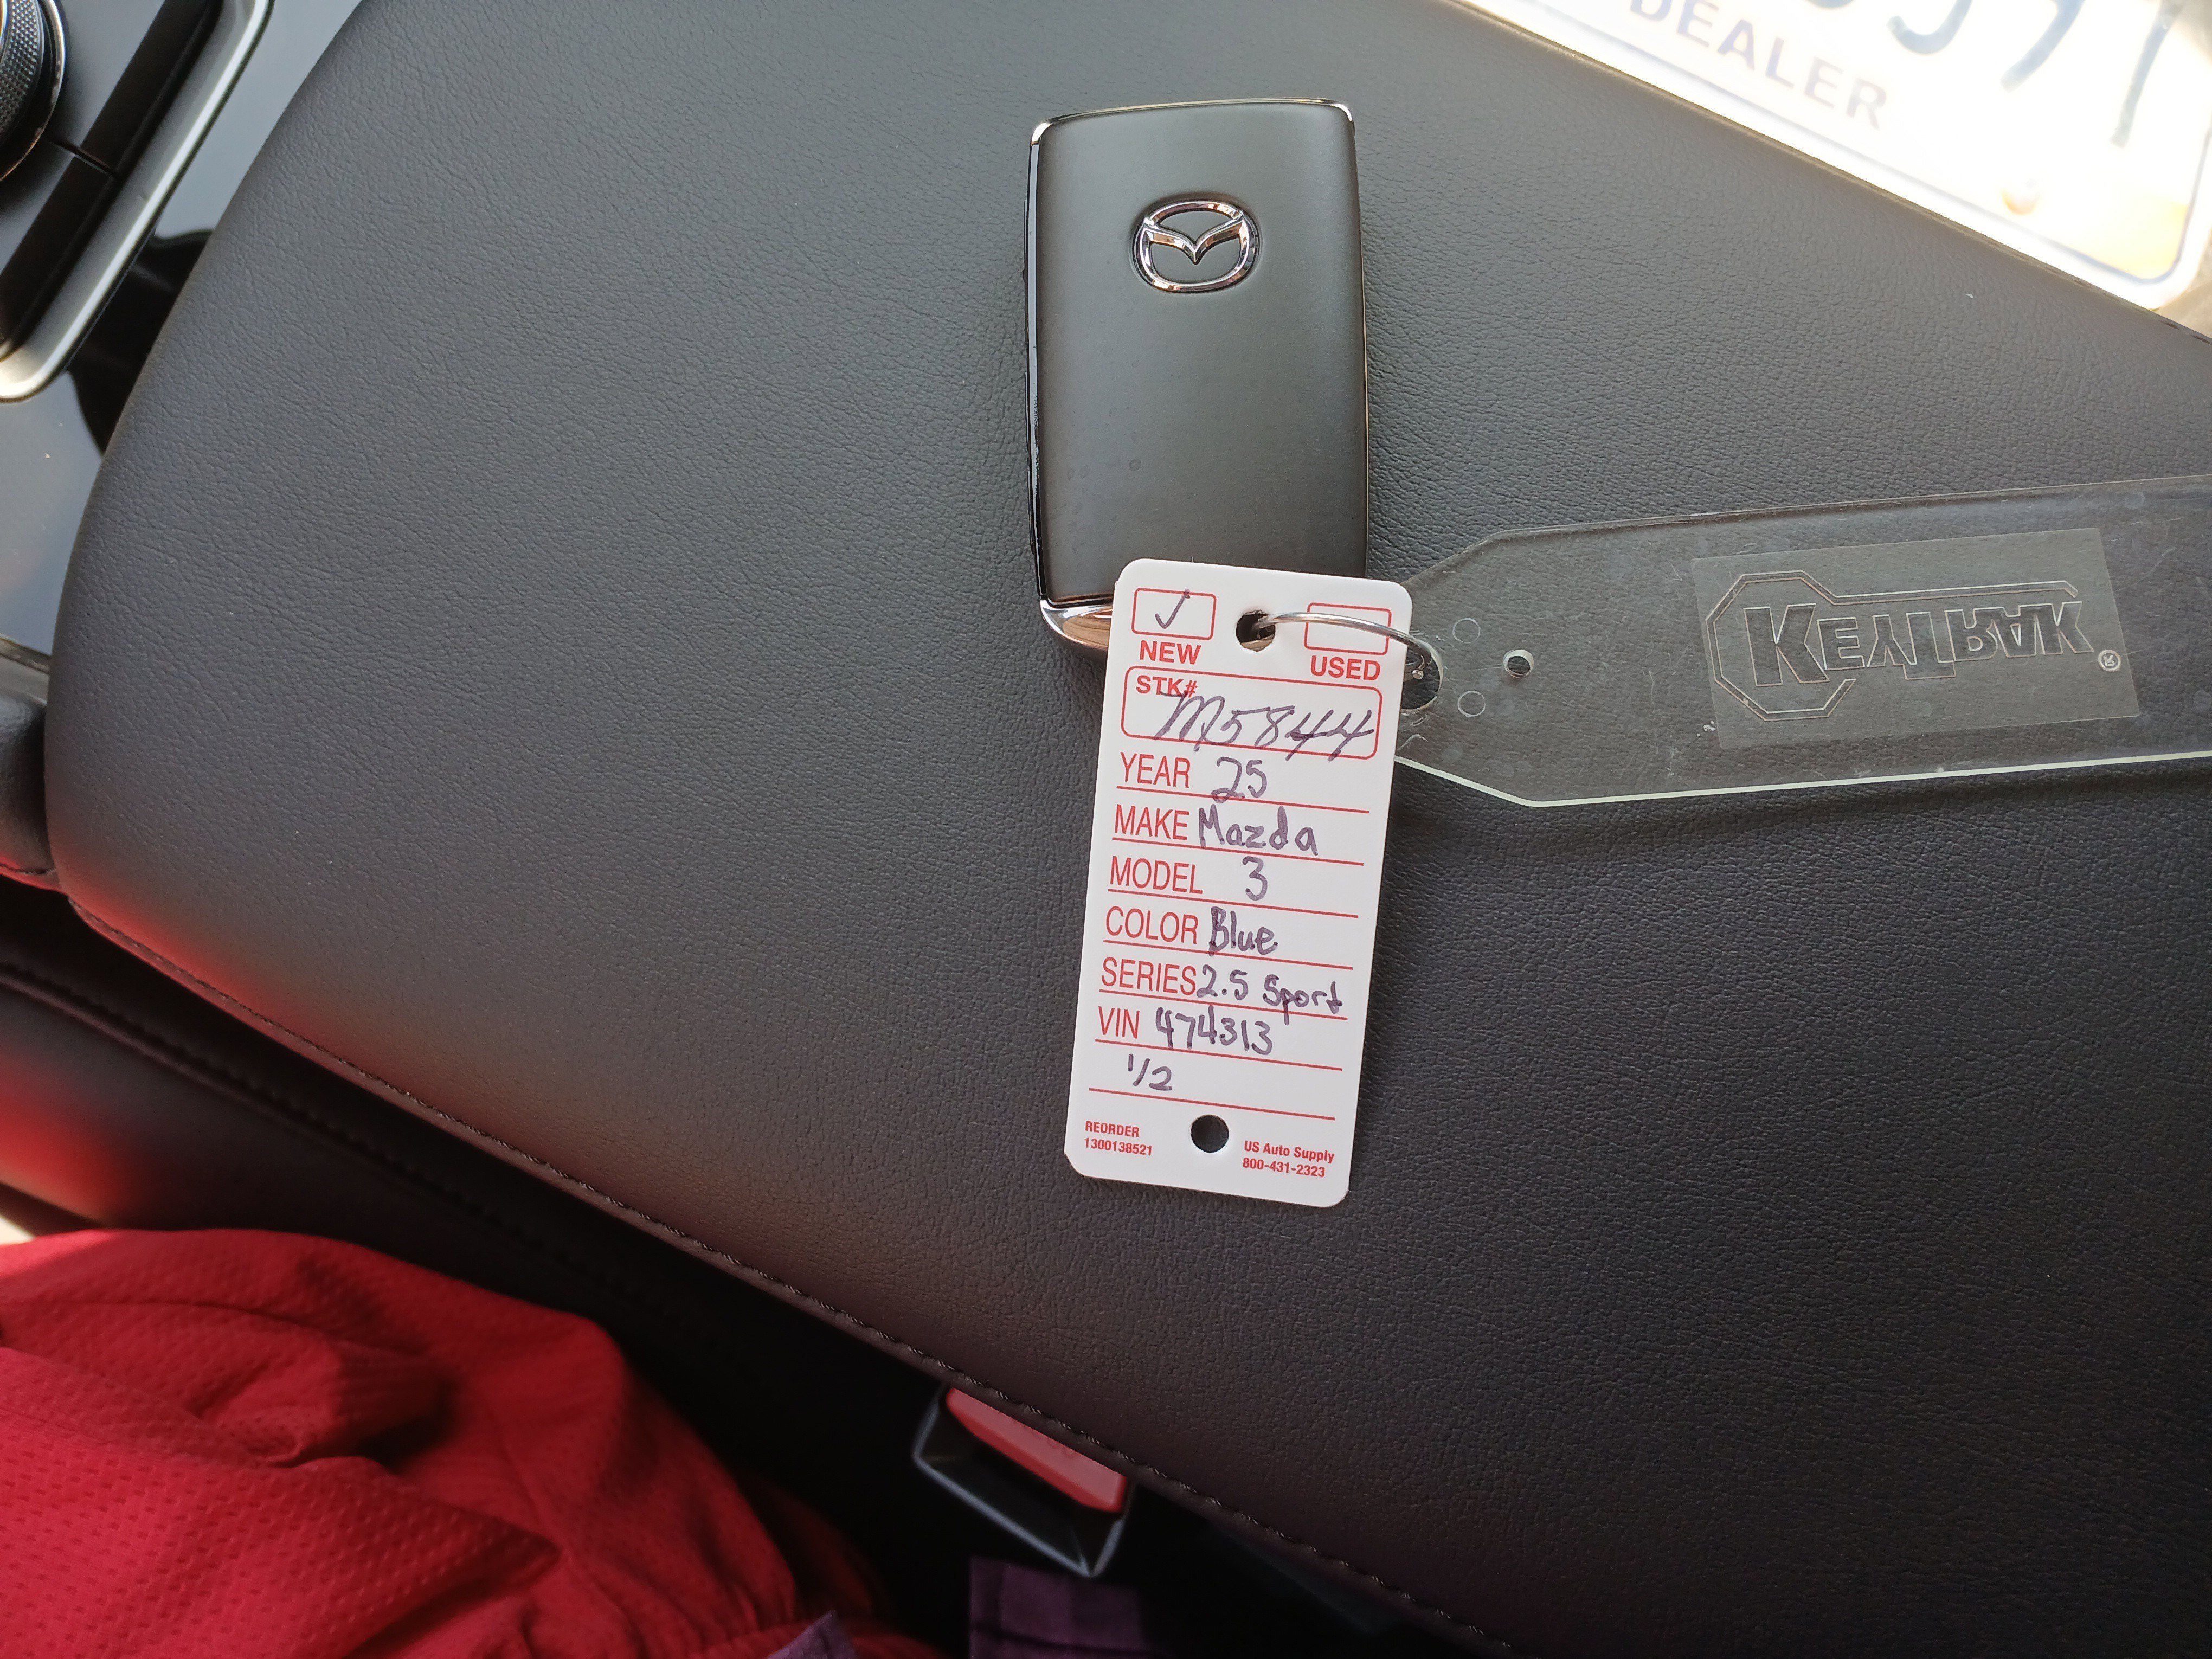 DEALER
✓
NEW USED
STK#
M5844
YEAR 25
MAKE Mazda
MODEL 3
COLOR Blue
SERIES 2.5 Sport
VIN 474313
1/2
REORDER
1300138521
US Auto Supply
800-431-2323
KEYTRAK®